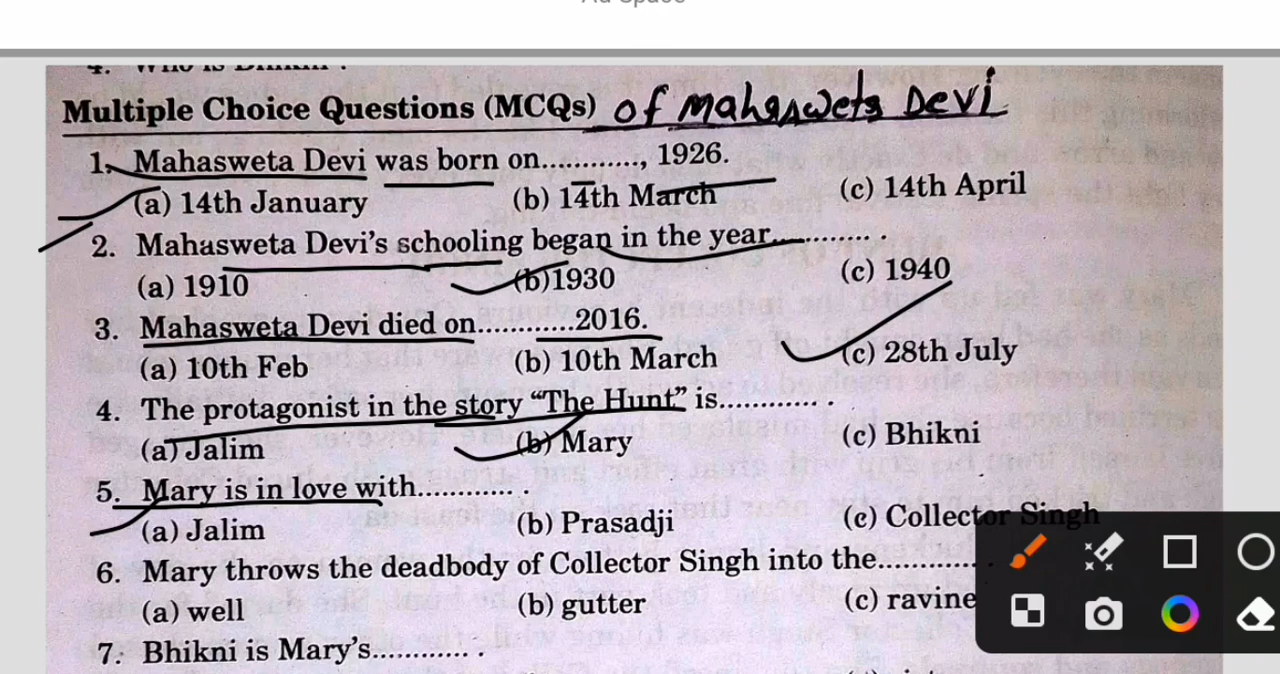 Ad Space
Multiple Choice Questions (MCQs) of Mahaswets Devi
1. Mahasweta Devi was born on............, 1926.
(a) 14th January (b) 14th March (c) 14th April
2. Mahasweta Devi's schooling began in the year............. .
(a) 1910 (b)1930 (c) 1940
3. Mahasweta Devi died on............2016.
(a) 10th Feb (b) 10th March (c) 28th July
4. The protagonist in the story “The Hunt” is............. .
(a) Jalim (b) Mary (c) Bhikni
5. Mary is in love with............ .
(a) Jalim (b) Prasadji (c) Collector Singh
6. Mary throws the deadbody of Collector Singh into the............. .
(a) well (b) gutter (c) ravine
7. Bhikni is Mary's............ .